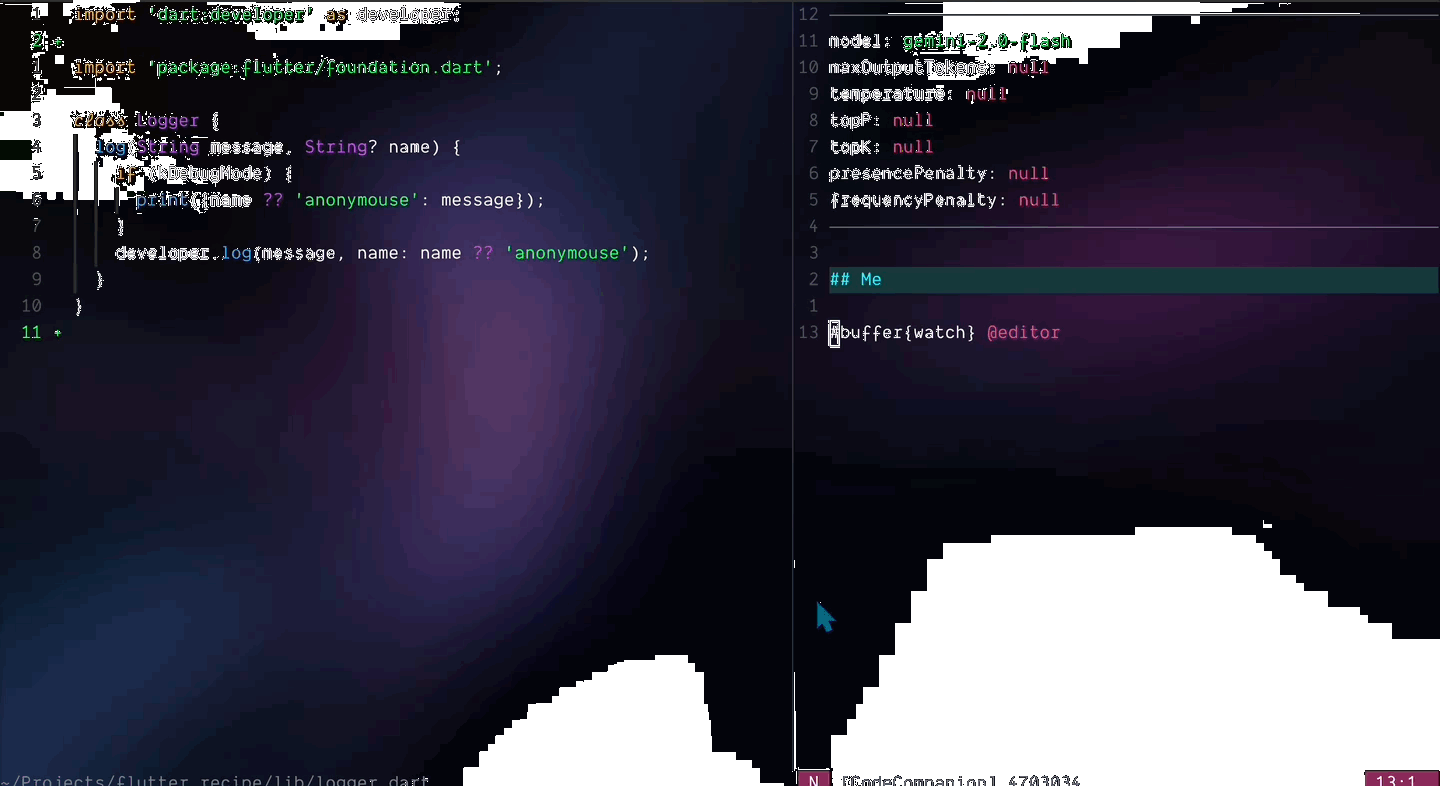 1 import 'dart:developer' as developer;
2 +
1 import 'package:flutter/foundation.dart';
2
3 class Logger {
4 log(String message, String? name) {
5 if (kDebugMode) {
6 print({name ?? 'anonymouse': message});
7 }
8 developer.log(message, name: name ?? 'anonymouse');
9 }
10 }
11 +
~/Projects/flutter_recipe/lib/logger.dart
12
11 model: gemini-2.0-flash
10 maxOutputTokens: null
9 temperature: null
8 topP: null
7 topK: null
6 presencePenalty: null
5 frequencyPenalty: null
4
3
2 ## Me
1
13 #buffer{watch} @editor
N [CodeCompanion] 4703034 13:1